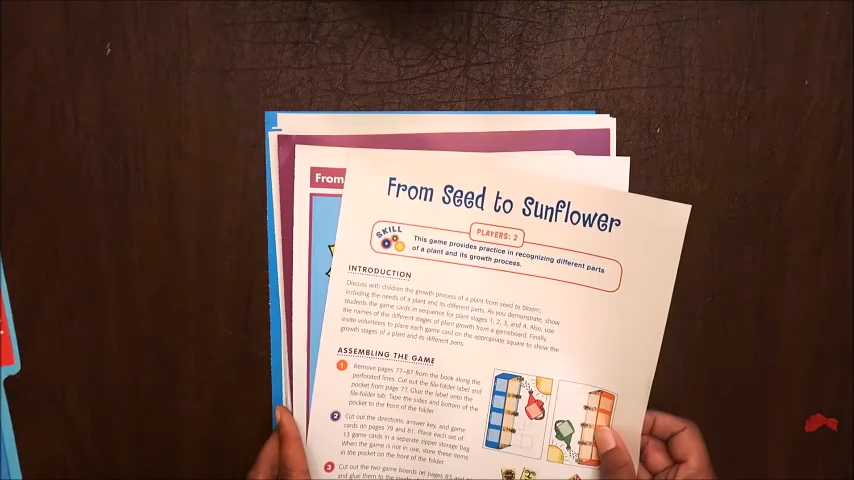 From
From Seed to Sunflower
PLAYERS: 2
SKILL
This game provides practice in recognizing different parts
of a plant and its growth process.
INTRODUCTION
Discuss with children the growth process of a plant from seed to bloom,
including the needs of a plant and its different parts. As you demonstrate, show
students the game cards in sequence for plant stages 1, 2, 3, and 4. Also, use
the names of the different stages of plant growth from a gameboard. Finally,
invite volunteers to place each game card on the appropriate square to show the
growth stages of a plant and its different parts.
ASSEMBLING THE GAME
1 Remove pages 77–87 from the book along the
perforated lines. Cut out the file-folder label and
pocket from page 77. Glue the label onto the
file-folder tab. Tape the sides and bottom of the
pocket to the front of the folder.
2 Cut out the directions, answer key, and game
cards on pages 79 and 81. Place each set of
13 game cards in a separate zipper storage bag.
When the game is not in use, store these items
in the pocket on the front of the folder.
3 Cut out the two game boards on pages 83
and glue them to the